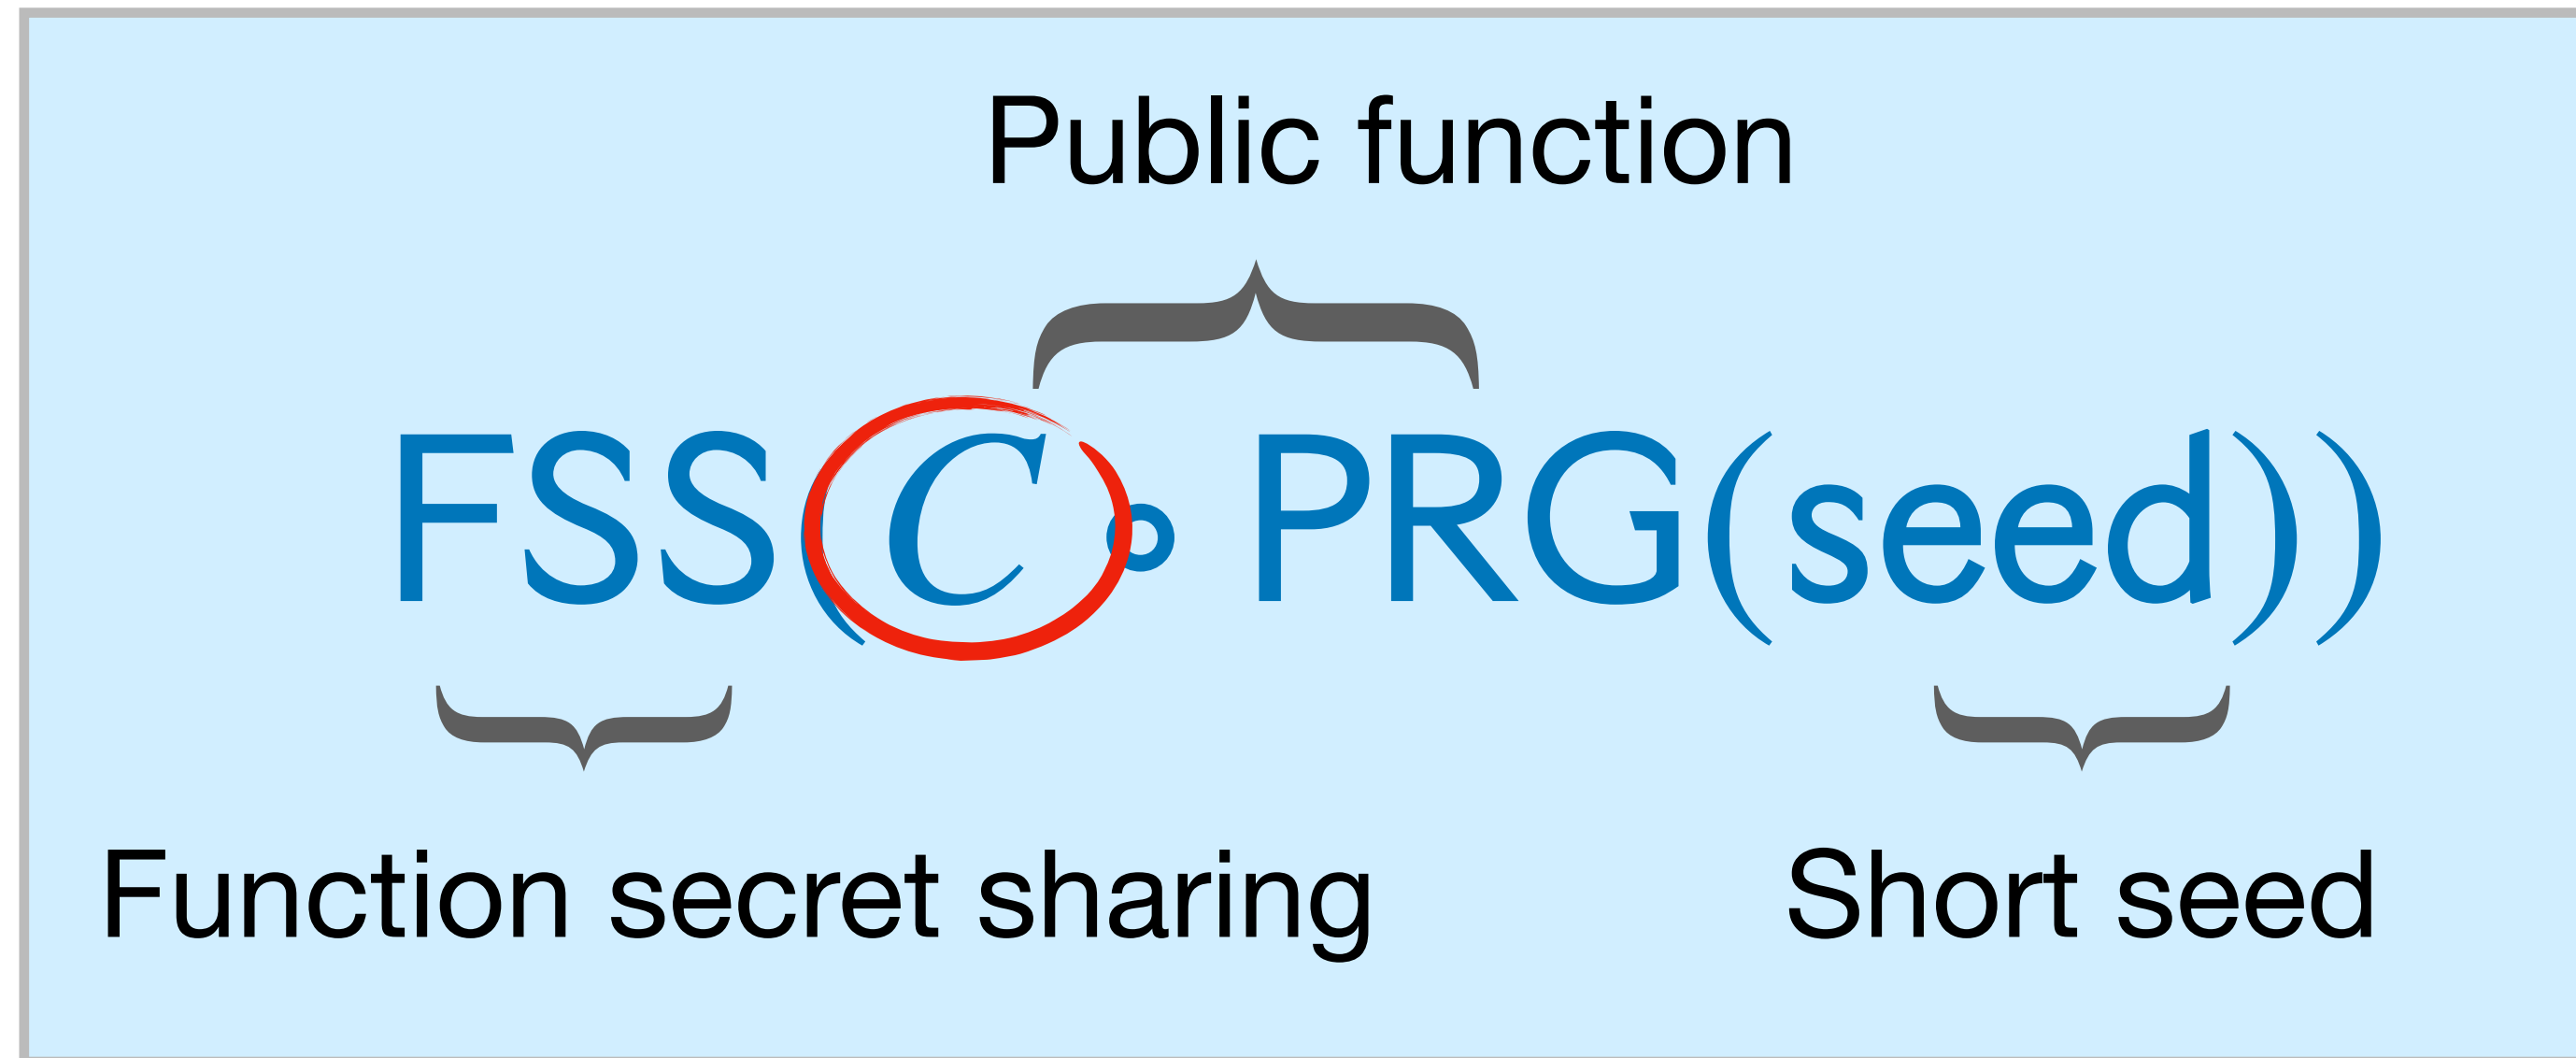 Public function
FSS(C ∘ PRG(seed))
Function secret sharing
Short seed